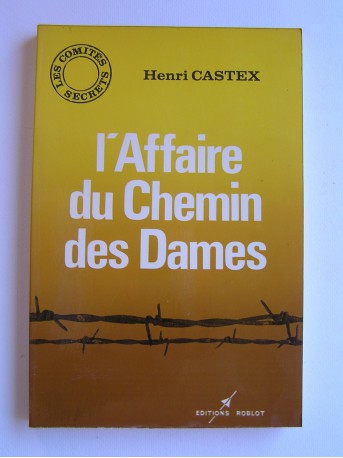 LES COMITÉS
SECRETS
Henri CASTEX
l'Affaire
du Chemin
des Dames
EDITIONS ROBLOT